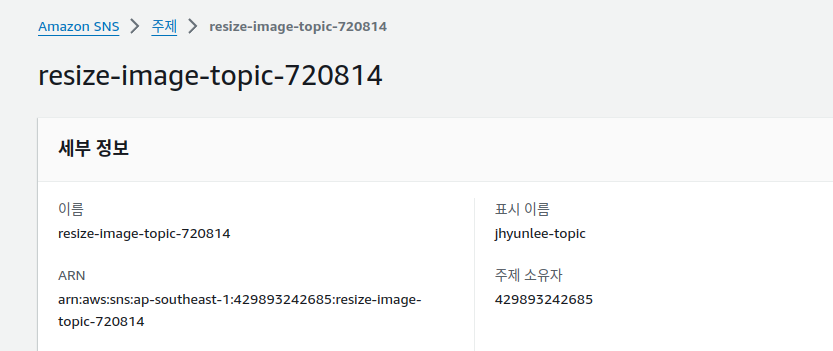 Amazon SNS > 주제 > resize-image-topic-720814
resize-image-topic-720814
세부 정보
이름
resize-image-topic-720814
ARN
arn:aws:sns:ap-southeast-1:429893242685:resize-image-
topic-720814
표시 이름
jhyunlee-topic
주제 소유자
429893242685